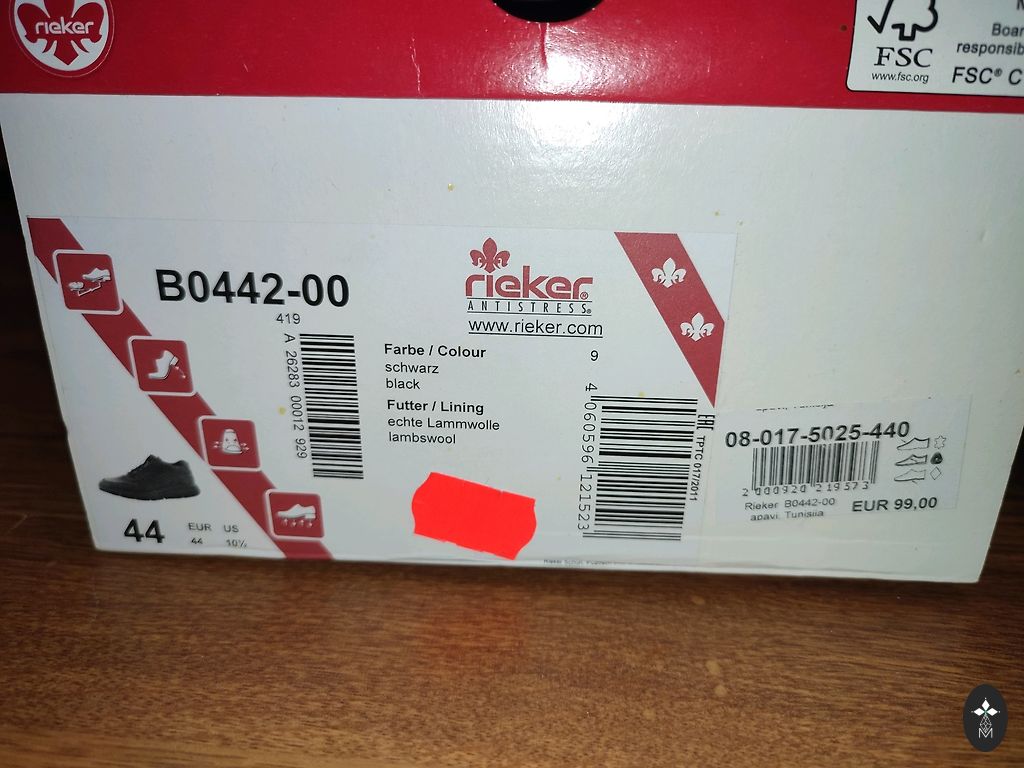 rieker
FSC
www.fsc.org
responsib
FSC® C
B0442-00
419
A 26283 00012 929
rieker®
ANTISTRESS®
www.rieker.com
Farbe / Colour
schwarz
black
Futter / Lining
echte Lammwolle
lambswool
9
4 060596 121523
EAC TPTC 017/2011
44
EUR US
44 10½
08-017-5025-440
2 000920 219573
Rieker B0442-00
apavi, Tunisija
EUR 99,00
M